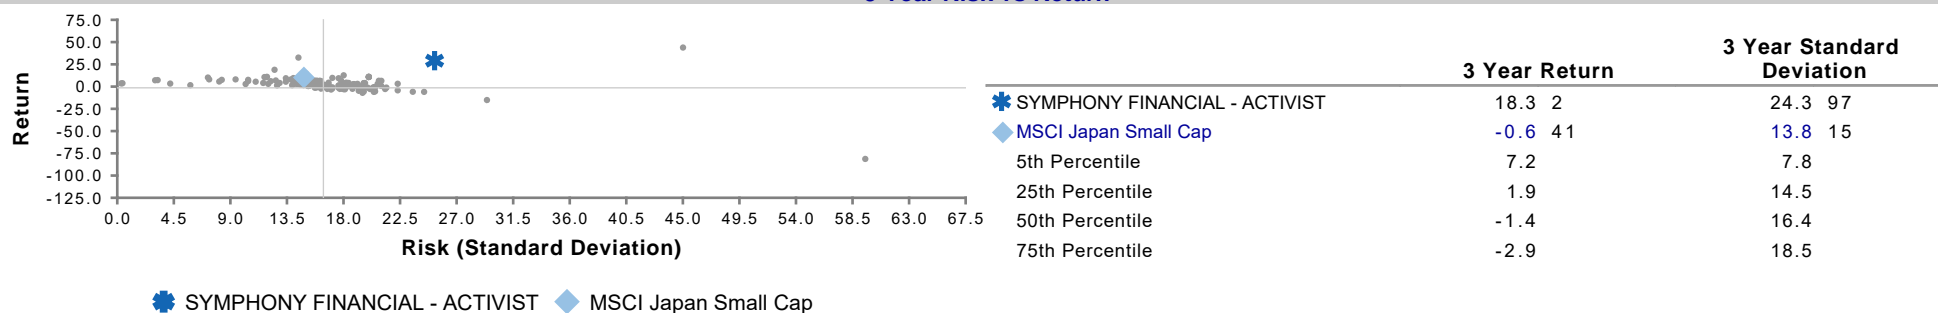 75.0
50.0
25.0
0.0
-25.0
-50.0
-75.0
-100.0
-125.0
Return
0.0 4.5 9.0 13.5 18.0 22.5 27.0 31.5 36.0 40.5 45.0 49.5 54.0 58.5 63.0 67.5
Risk (Standard Deviation)
SYMPHONY FINANCIAL - ACTIVIST MSCI Japan Small Cap
3 Year Return 3 Year Standard Deviation
SYMPHONY FINANCIAL - ACTIVIST 18.3 2 24.3 97
MSCI Japan Small Cap -0.6 41 13.8 15
5th Percentile 7.2 7.8
25th Percentile 1.9 14.5
50th Percentile -1.4 16.4
75th Percentile -2.9 18.5